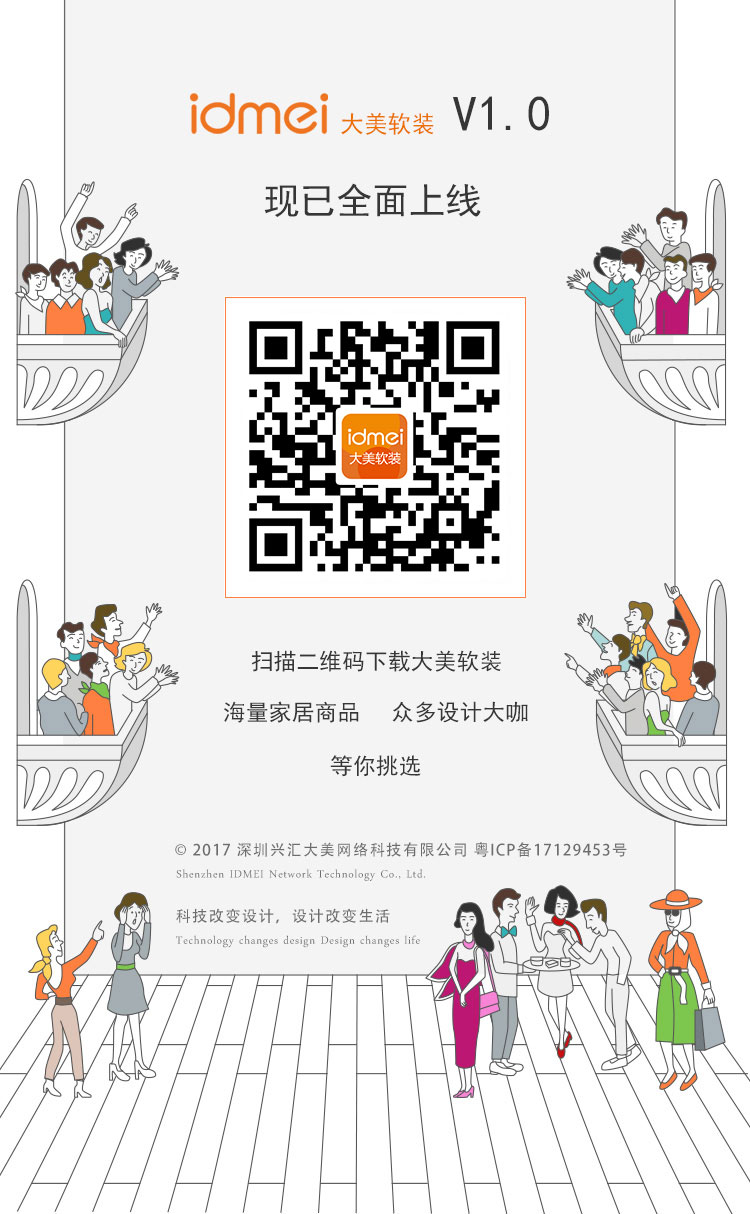 idmei 大美软装 V1.0
现已全面上线
idmei
大美软装
扫描二维码下载大美软装
海量家居商品 众多设计大咖
等你挑选
© 2017 深圳兴汇大美网络科技有限公司 粤ICP备17129453号
Shenzhen IDMEI Network Technology Co., Ltd.
科技改变设计，设计改变生活
Technology changes design Design changes life